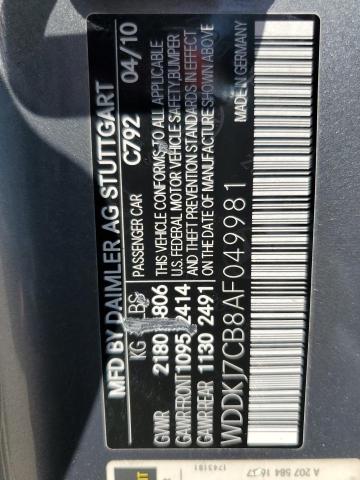 MFD. BY DAIMLER AG STUTTGART
PASSENGER CAR C792 04/10
KG LBS
GVWR 2180 4806
GAWR FRONT 1095 2414
GAWR REAR 1130 2491
THIS VEHICLE CONFORMS TO ALL APPLICABLE
U.S. FEDERAL MOTOR VEHICLE SAFETY, BUMPER
AND THEFT PREVENTION STANDARDS IN EFFECT
ON THE DATE OF MANUFACTURE SHOWN ABOVE
MADE IN GERMANY
WDDKJ7CB8AF049981
A 207 584 16 17
1743181